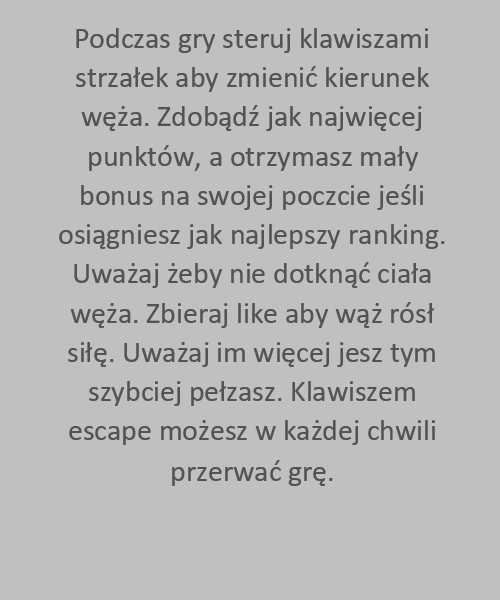 Podczas gry steruj klawiszami
strzałek aby zmienić kierunek
węża. Zdobądź jak najwięcej
punktów, a otrzymasz mały
bonus na swojej poczcie jeśli
osiągniesz jak najlepszy ranking.
Uważaj żeby nie dotknąć ciała
węża. Zbieraj like aby wąż rósł
siłę. Uważaj im więcej jesz tym
szybciej pełzasz. Klawiszem
escape możesz w każdej chwili
przerwać grę.